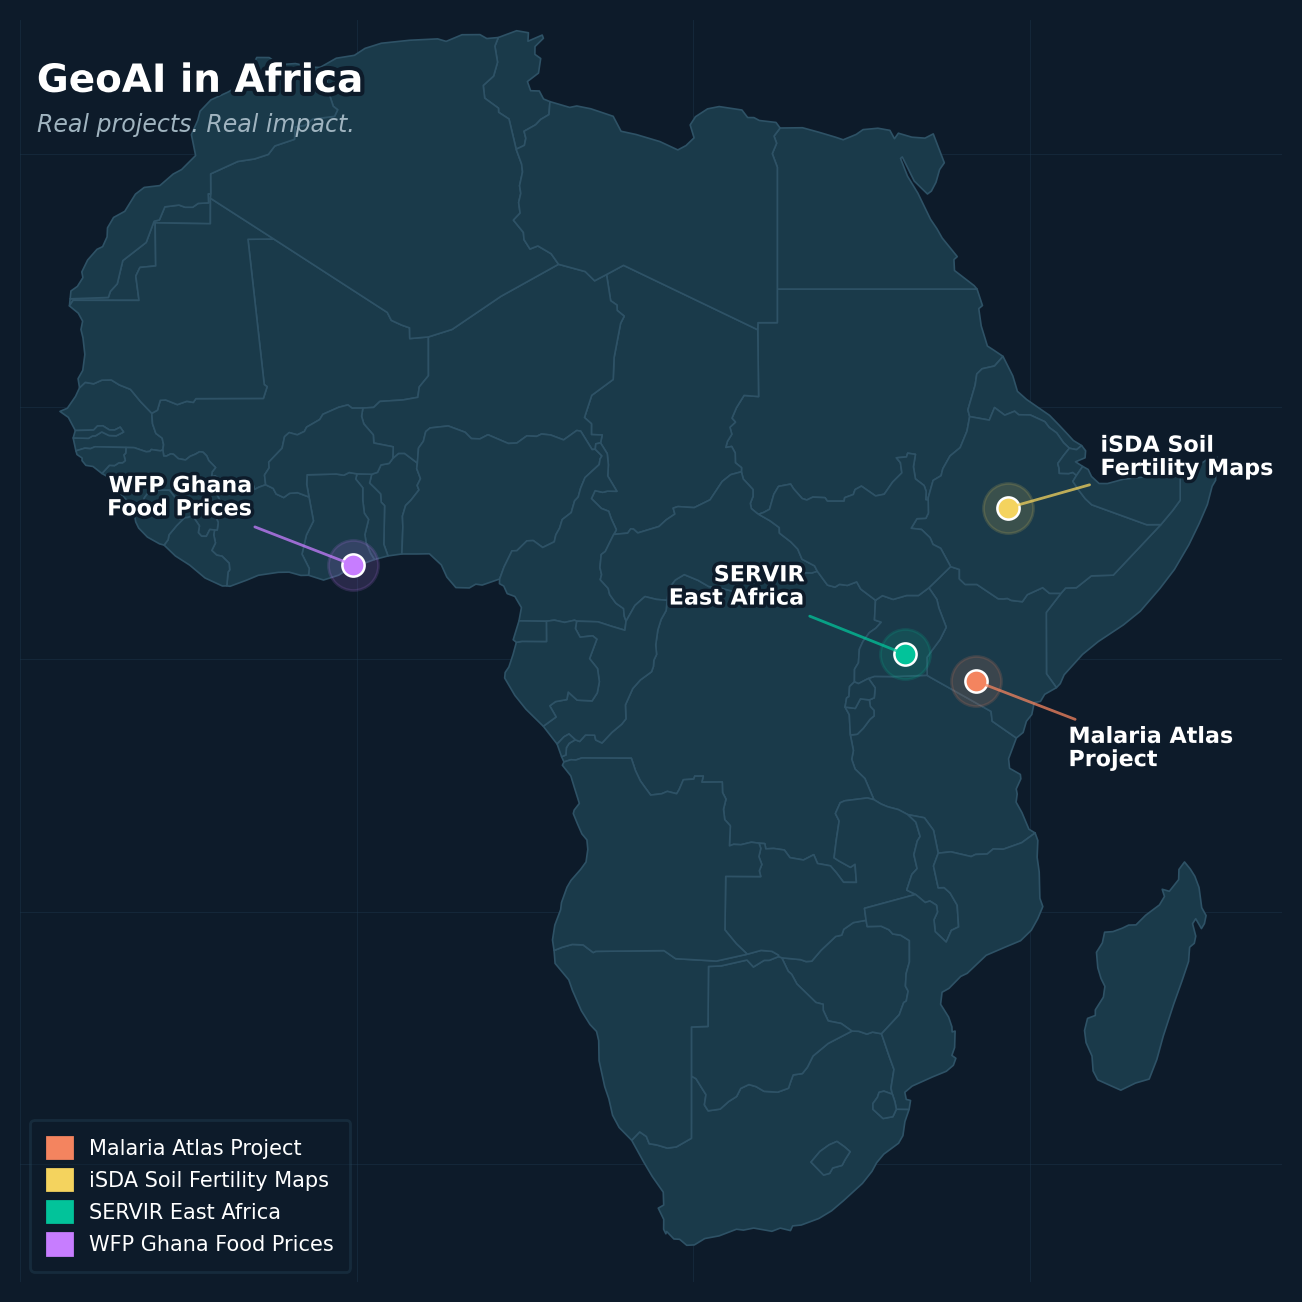 GeoAI in Africa
Real projects. Real impact.
iSDA Soil
Fertility Maps
WFP Ghana
Food Prices
SERVIR
East Africa
Malaria Atlas
Project
Malaria Atlas Project
iSDA Soil Fertility Maps
SERVIR East Africa
WFP Ghana Food Prices